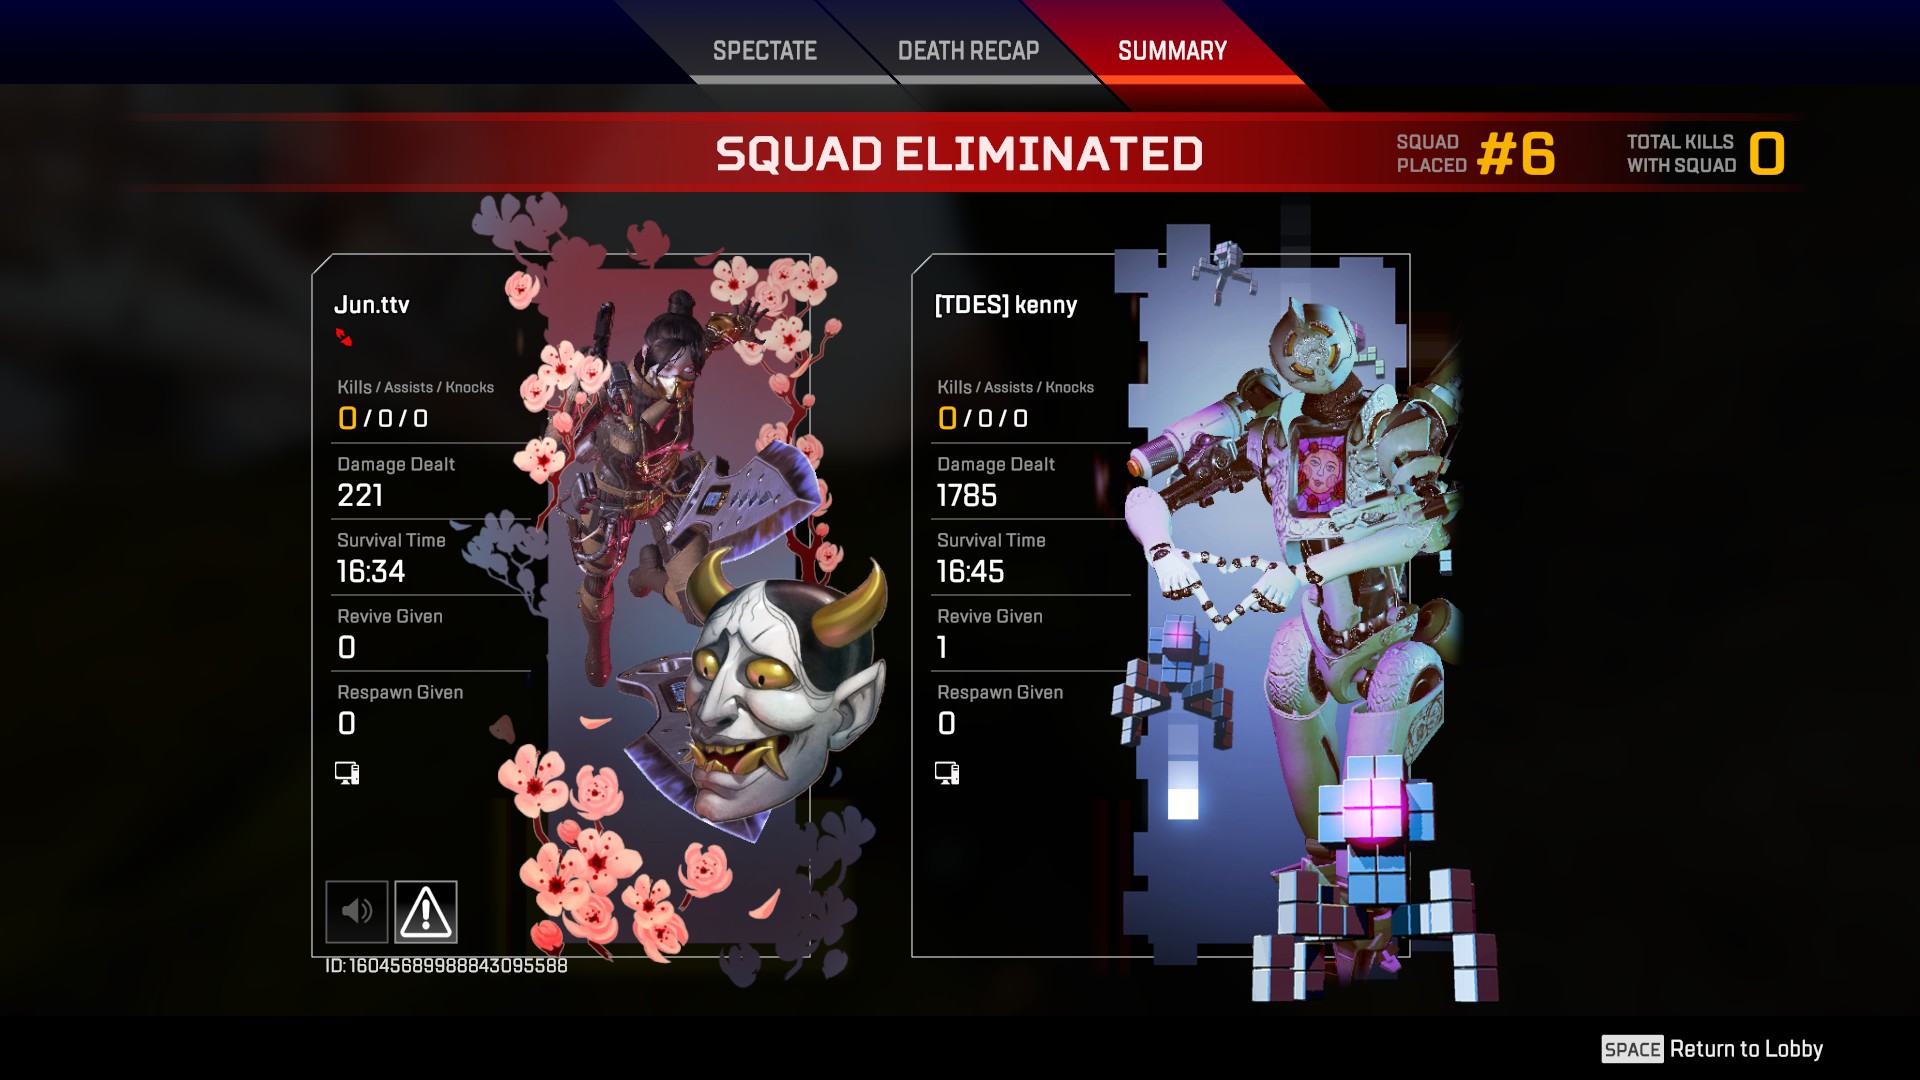 SPECTATE
DEATH RECAP
SUMMARY
SQUAD ELIMINATED
SQUAD
PLACED
#6
TOTAL KILLS
WITH SQUAD
0
Jun.ttv
Kills / Assists / Knocks
0 / 0 / 0
Damage Dealt
221
Survival Time
16:34
Revive Given
0
Respawn Given
0
ID: 16045689988843095588
[TDES] kenny
Kills / Assists / Knocks
0 / 0 / 0
Damage Dealt
1785
Survival Time
16:45
Revive Given
1
Respawn Given
0
SPACE Return to Lobby